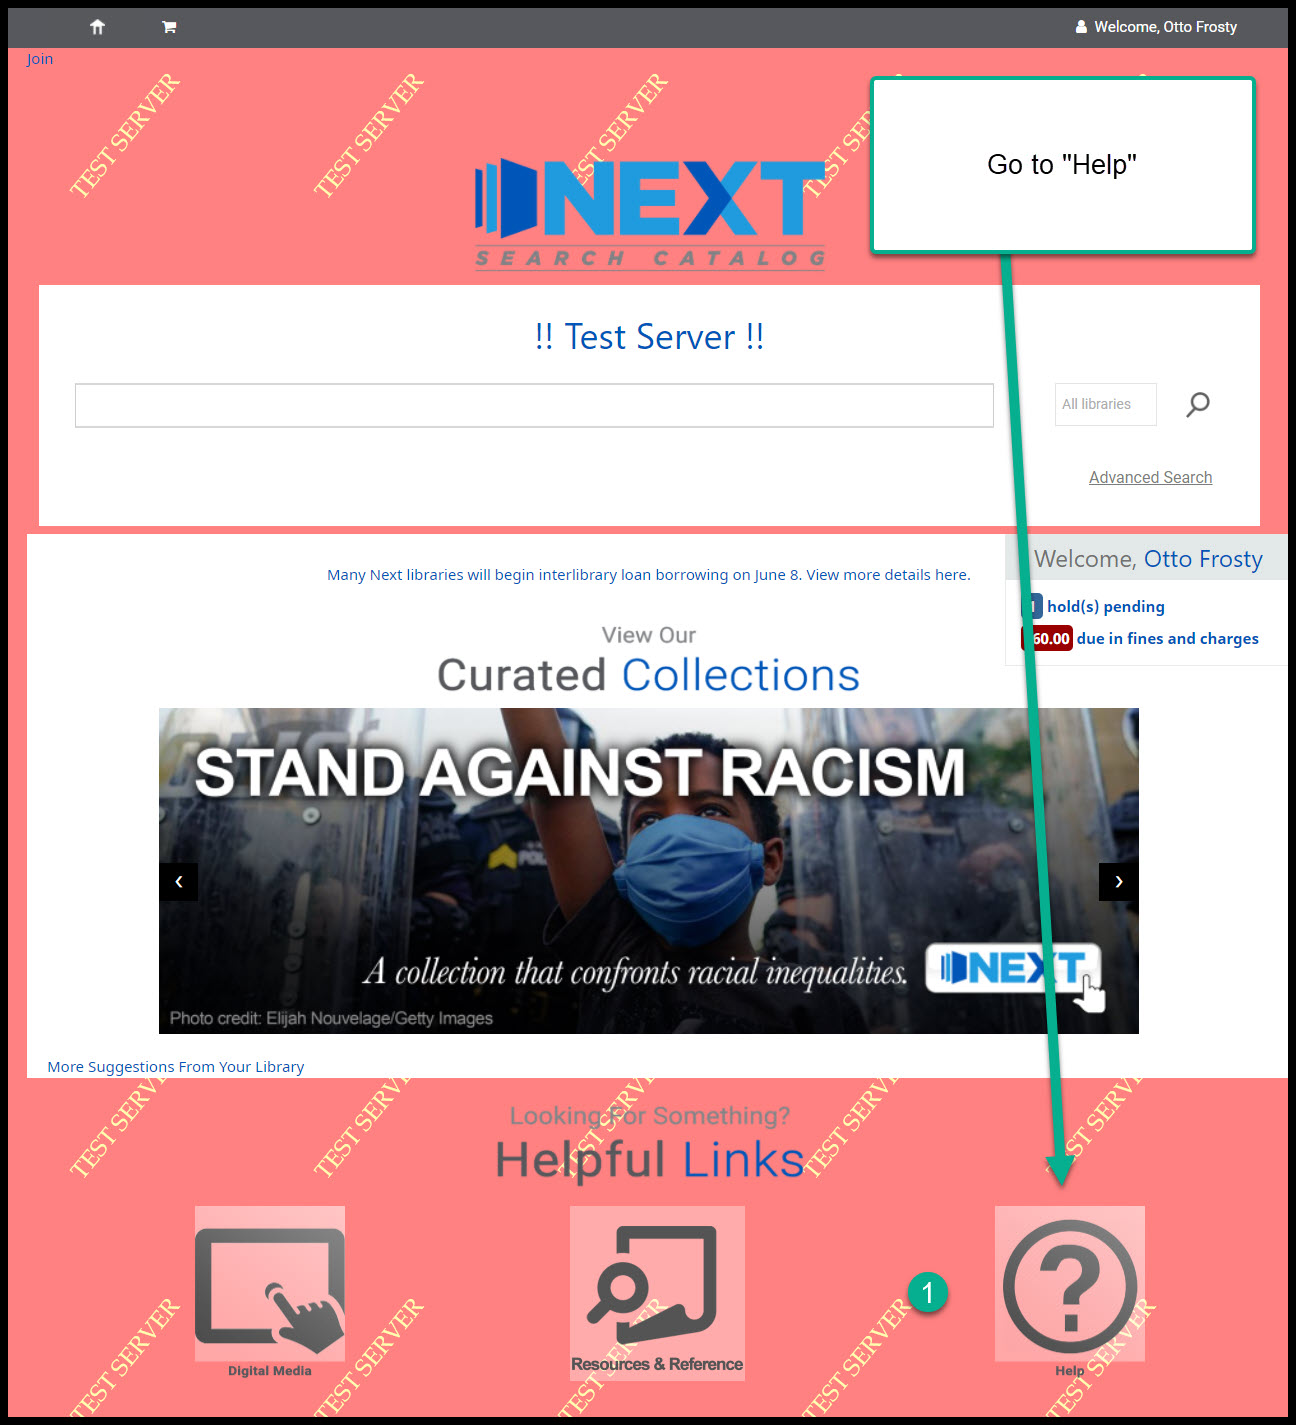 Welcome, Otto Frosty
Join
TEST SERVER TEST SERVER TEST SERVER TEST SERVER
Go to "Help"
NEXT
SEARCH CATALOG
!! Test Server !!
All libraries
Advanced Search
Welcome, Otto Frosty
Many Next libraries will begin interlibrary loan borrowing on June 8. View more details here.
hold(s) pending
60.00 due in fines and charges
View Our
Curated Collections
STAND AGAINST RACISM
POL
A collection that confronts racial inequalities.
NEXT
Photo credit: Elijah Nouvelage/Getty Images
More Suggestions From Your Library
TEST SERVER TEST SERVER TEST SERVER TEST SERVER TEST SERVER
Looking For Something?
Helpful Links
1
Digital Media
Resources & Reference
Help
TEST SERVER TEST SERVER TEST SERVER TEST SERVER TEST SERVER